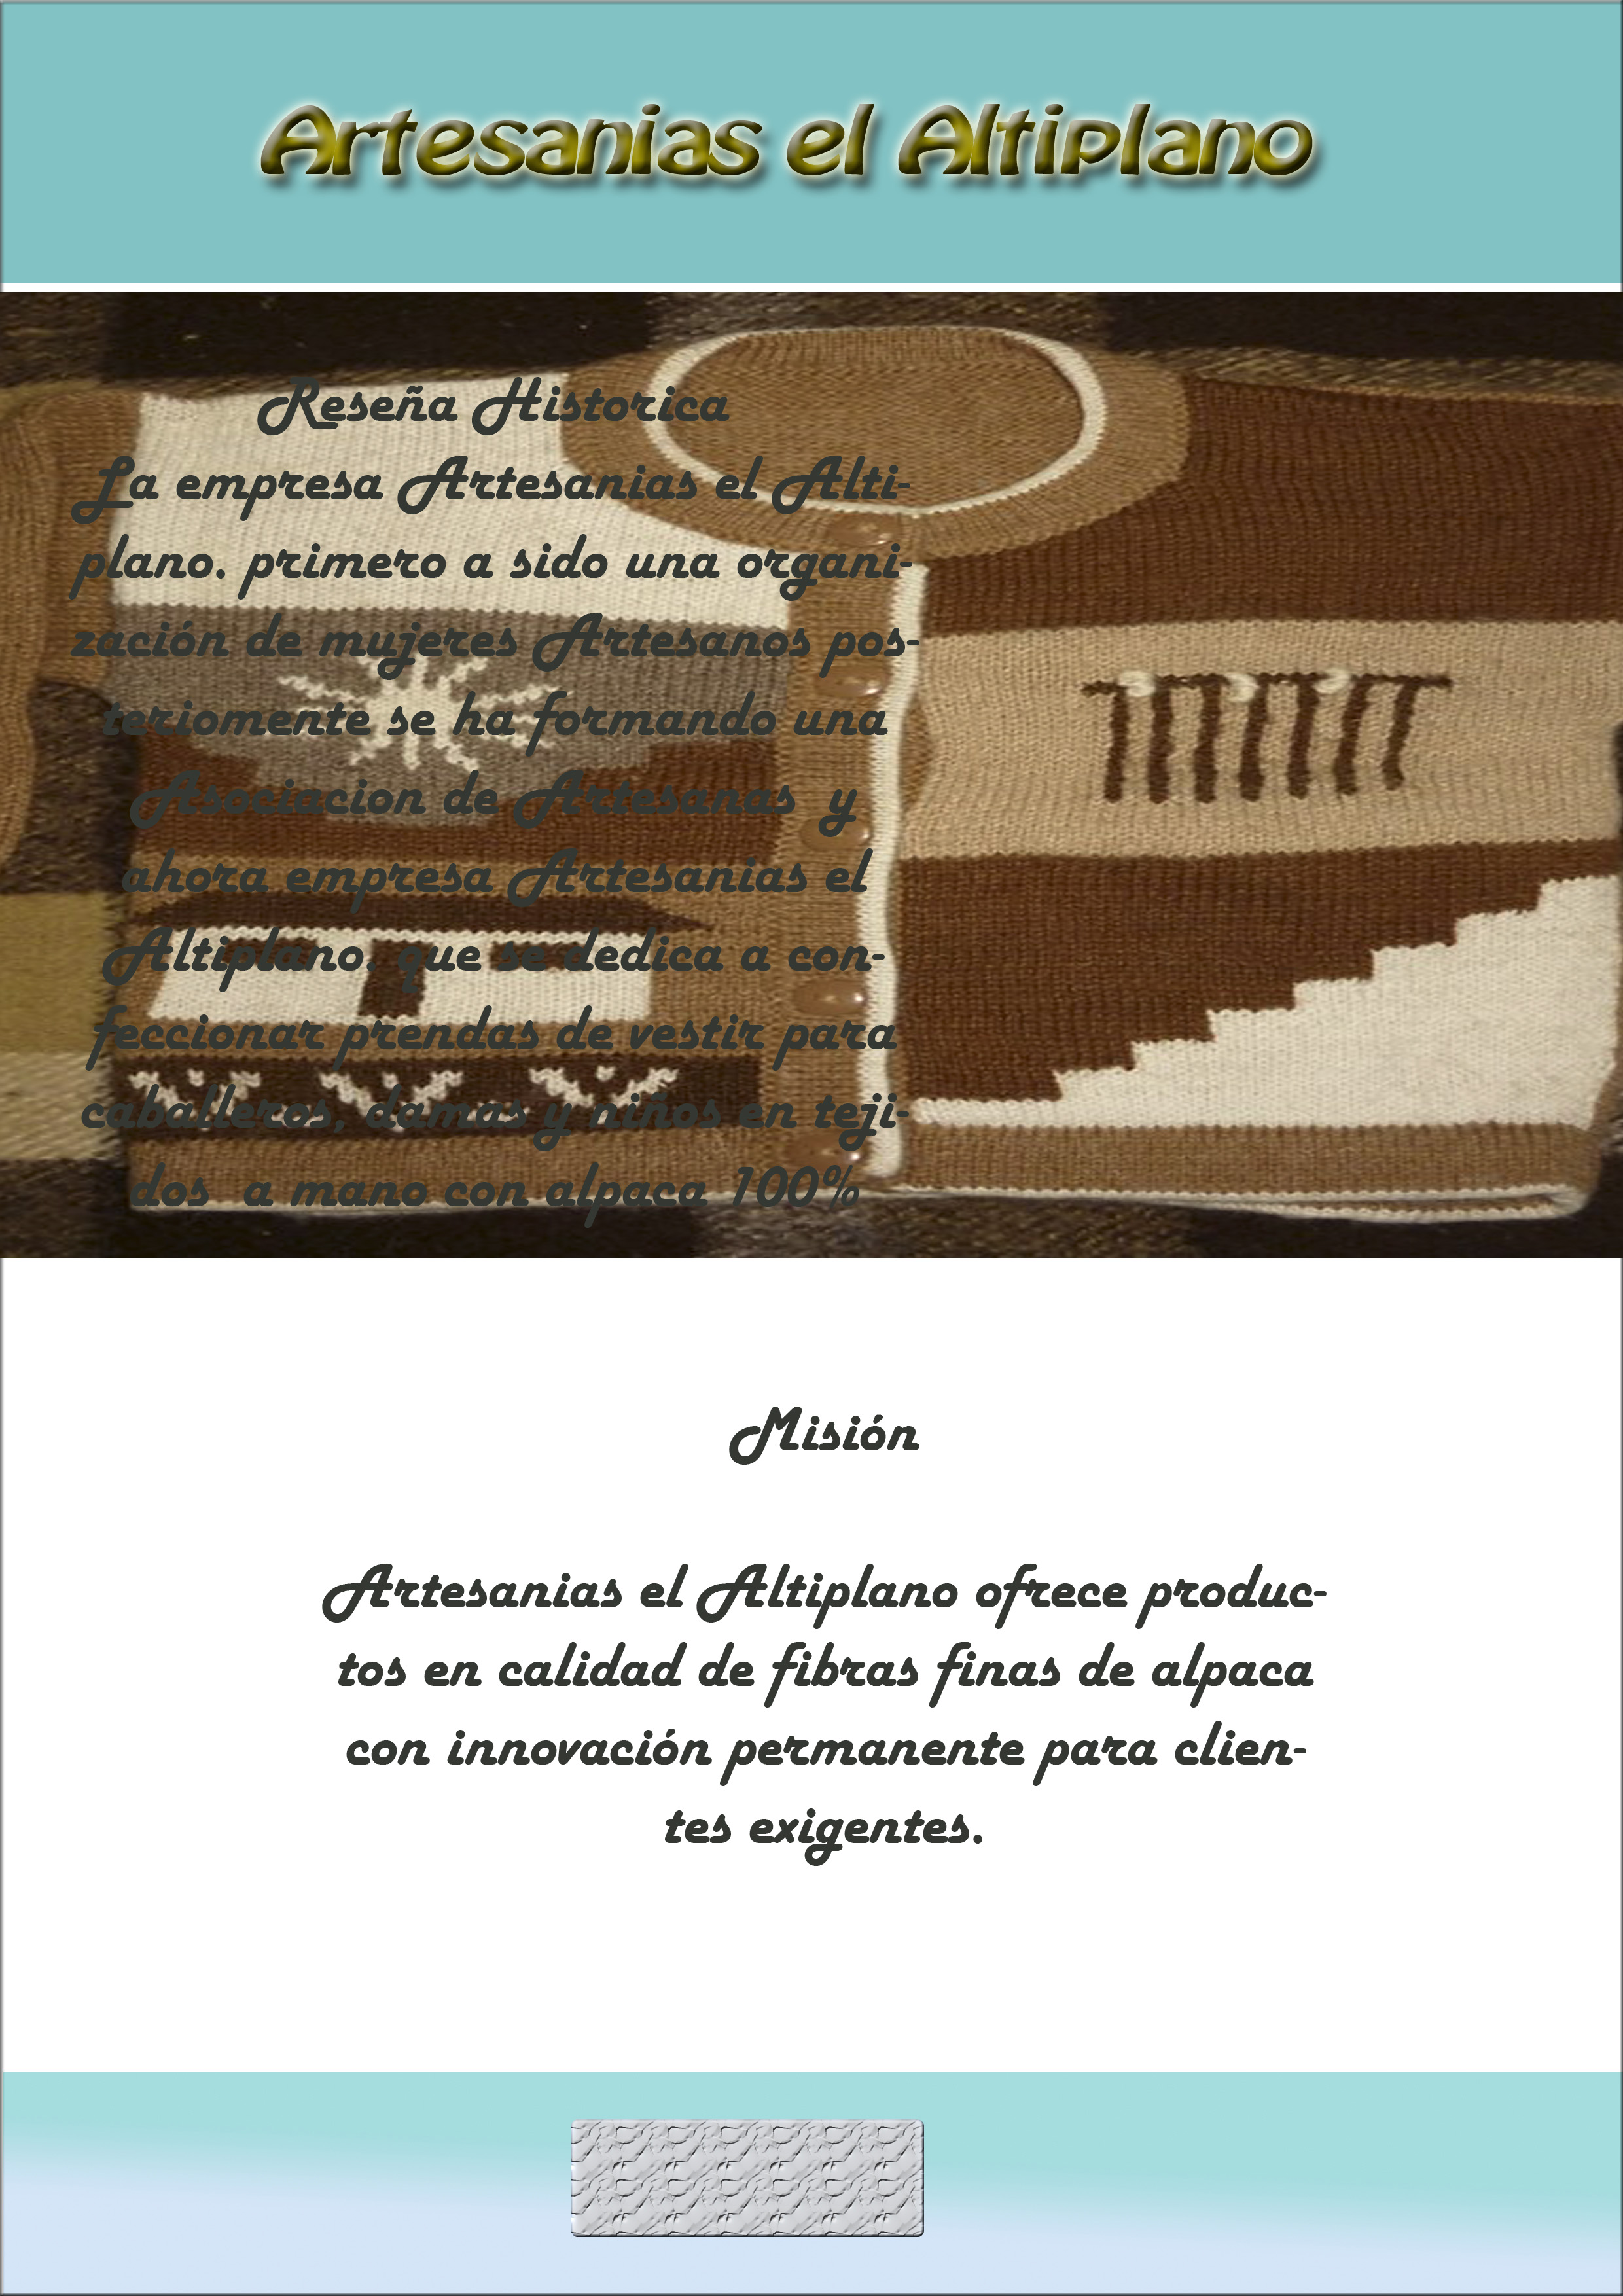 Artesanias el Altiplano
Reseña Historica
La empresa Artesanias el Alti-
plano. primero a sido una organi-
zación de mujeres Artesanos pos-
teriomente se ha formando una
Asociacion de Artesanas y
ahora empresa Artesanias el
Altiplano. que se dedica a con-
feccionar prendas de vestir para
caballeros, damas y niños en teji-
dos a mano con alpaca 100%
Misión
Artesanias el Altiplano ofrece produc-
tos en calidad de fibras finas de alpaca
con innovación permanente para clien-
tes exigentes.